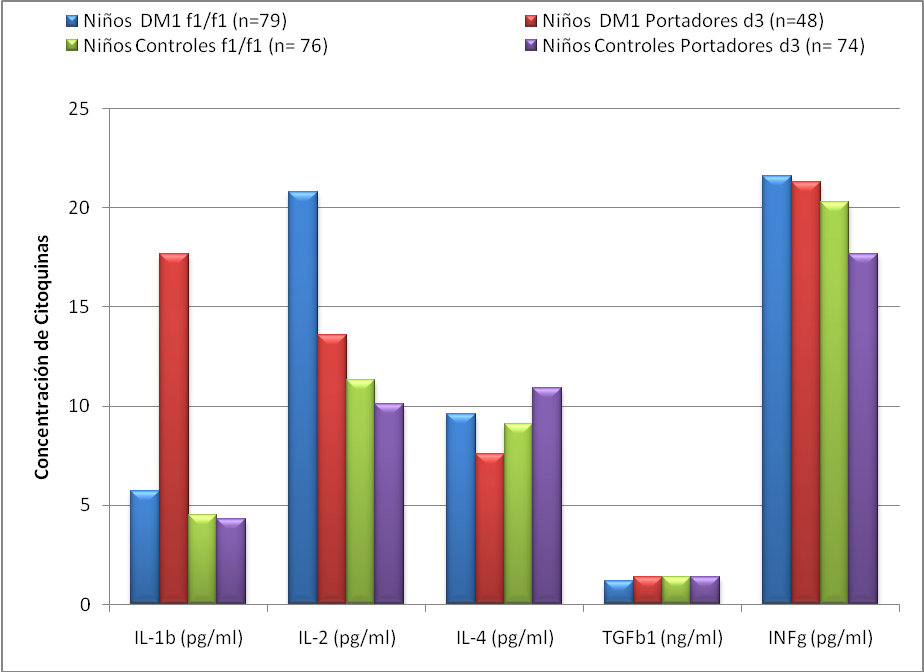 Niños DM1 f1/f1 (n=79)
Niños DM1 Portadores d3 (n=48)
Niños Controles f1/f1 (n= 76)
Niños Controles Portadores d3 (n= 74)
25
20
15
10
5
0
Concentración de Citoquinas
IL-1b (pg/ml)
IL-2 (pg/ml)
IL-4 (pg/ml)
TGFb1 (ng/ml)
INFg (pg/ml)